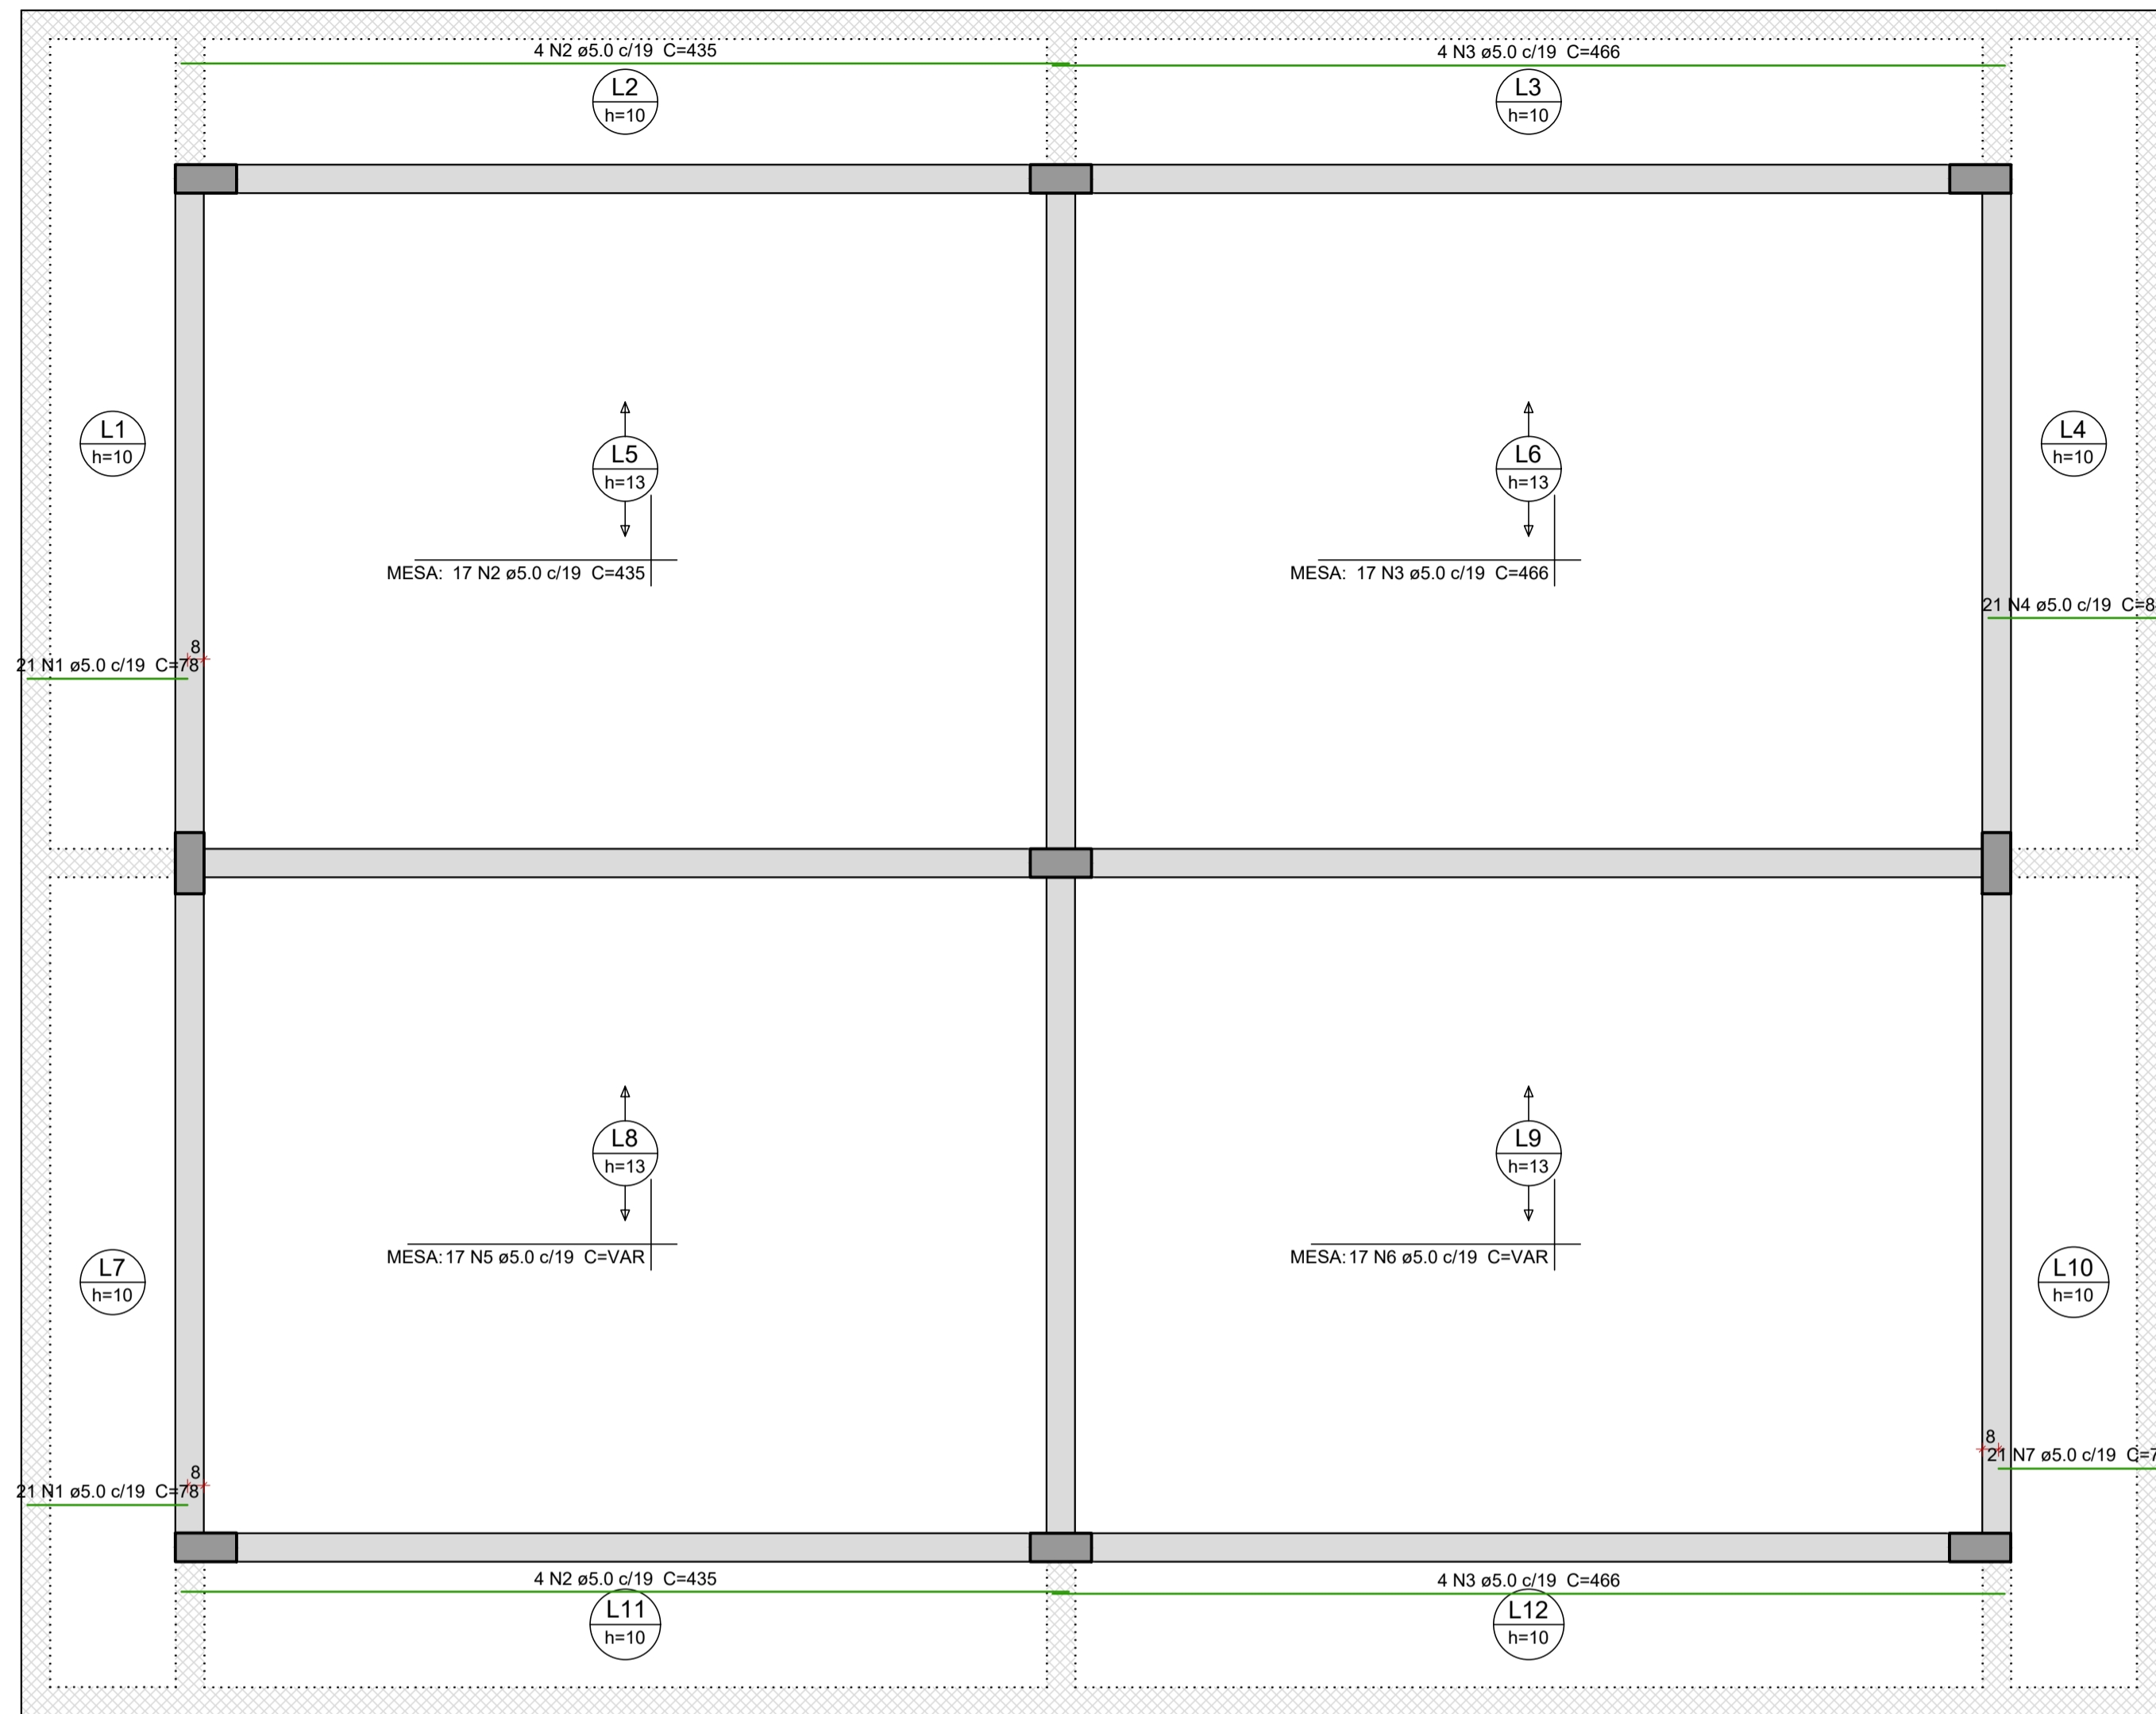 4 N2 ø5.0 c/19 C=435
4 N3 ø5.0 c/19 C=466
L2
h=10
L3
h=10
L1
h=10
L5
h=13
L6
h=13
L4
h=10
MESA: 17 N2 ø5.0 c/19 C=435
MESA: 17 N3 ø5.0 c/19 C=466
21 N4 ø5.0 c/19 C=8
8
21 N1 ø5.0 c/19 C=78
L8
h=13
L9
h=13
MESA: 17 N5 ø5.0 c/19 C=VAR
MESA: 17 N6 ø5.0 c/19 C=VAR
L7
h=10
L10
h=10
8
21 N7 ø5.0 c/19 C=7
8
21 N1 ø5.0 c/19 C=78
4 N2 ø5.0 c/19 C=435
4 N3 ø5.0 c/19 C=466
L11
h=10
L12
h=10